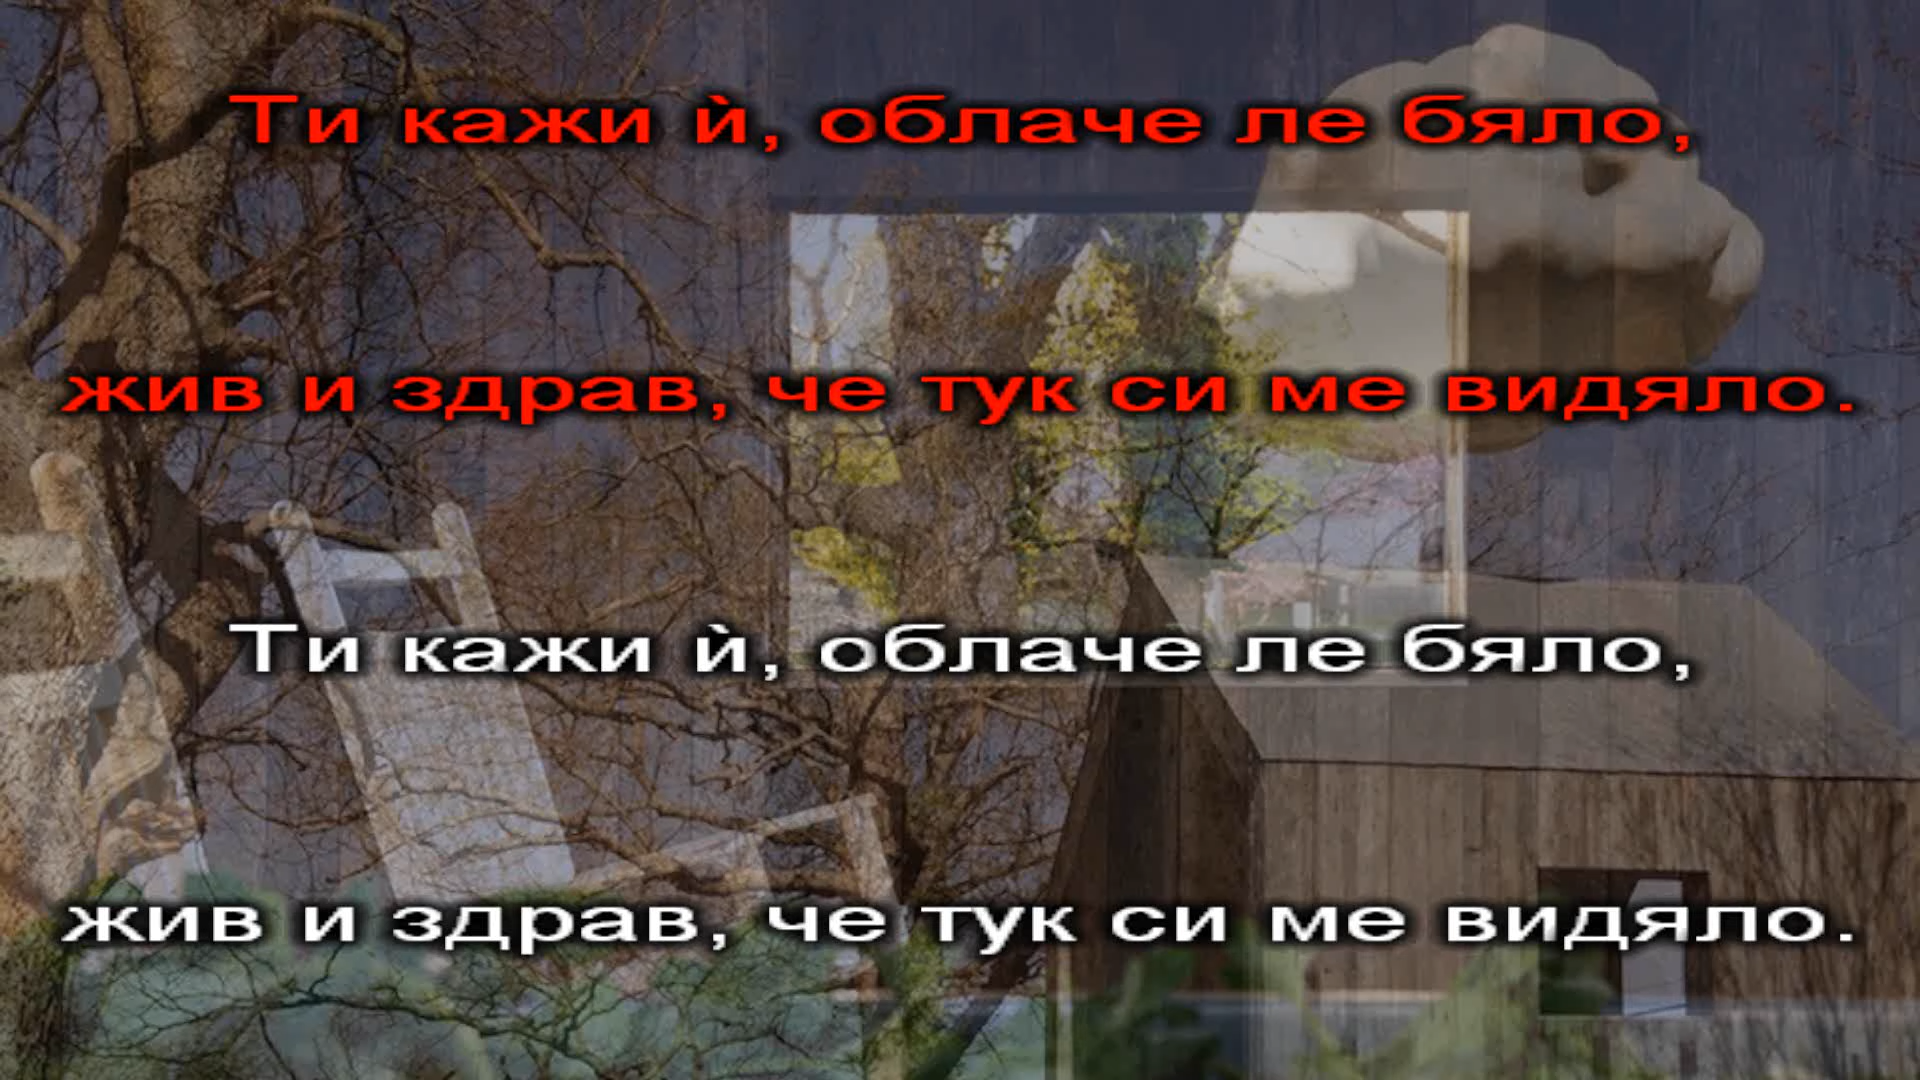 Ти кажи ѝ, облаче ле бяло,
жив и здрав, че тук си ме видяло.
Ти кажи ѝ, облаче ле бяло,
жив и здрав, че тук си ме видяло.